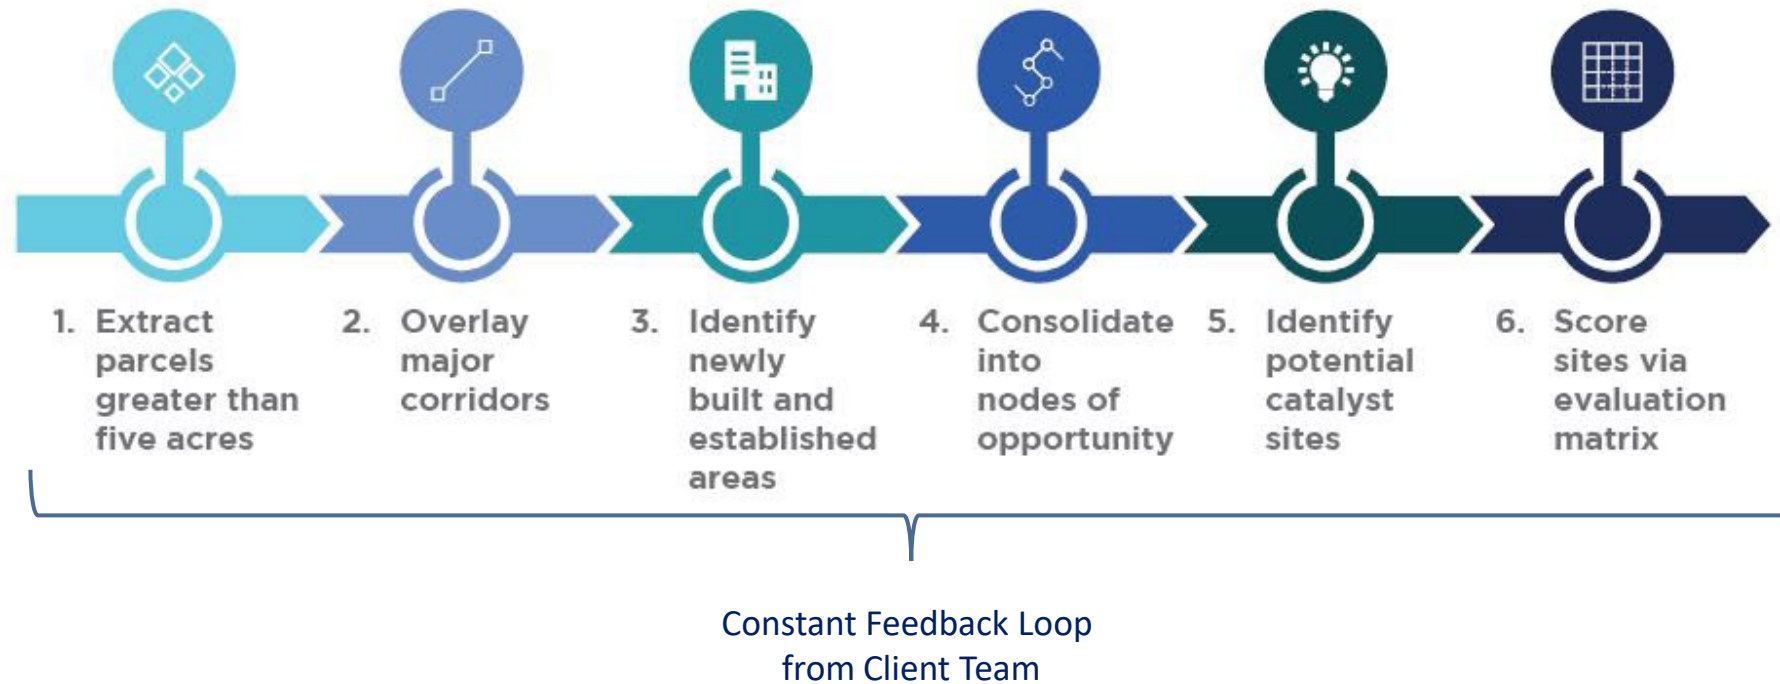 1. Extract
parcels
greater than
five acres
2. Overlay
major
corridors
3. Identify
newly
built and
established
areas
4. Consolidate
into
nodes of
opportunity
5. Identify
potential
catalyst
sites
6. Score
sites via
evaluation
matrix
Constant Feedback Loop
from Client Team